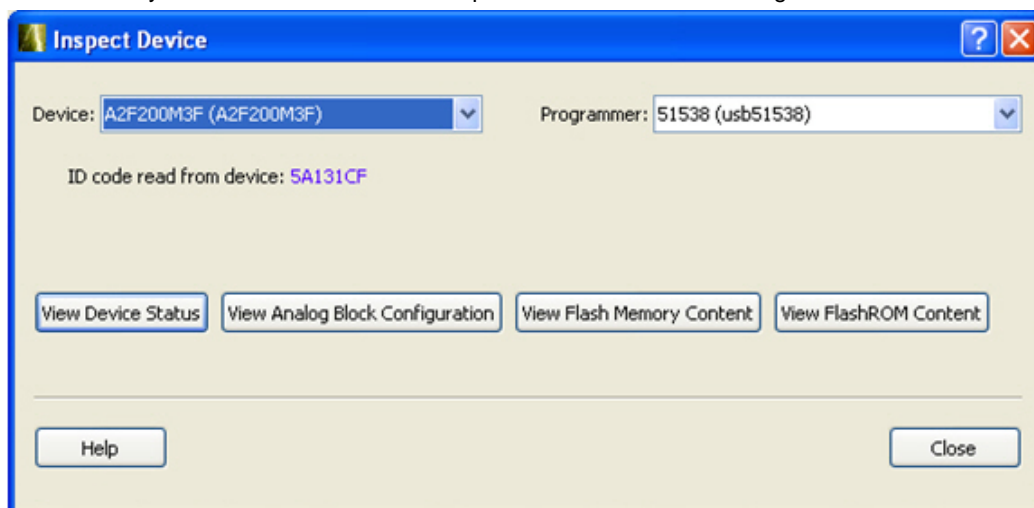 Inspect Device
Device: A2F200M3F (A2F200M3F) Programmer: 51538 (usb51538)
ID code read from device: 5A131CF
View Device Status View Analog Block Configuration View Flash Memory Content View FlashROM Content
Help Close